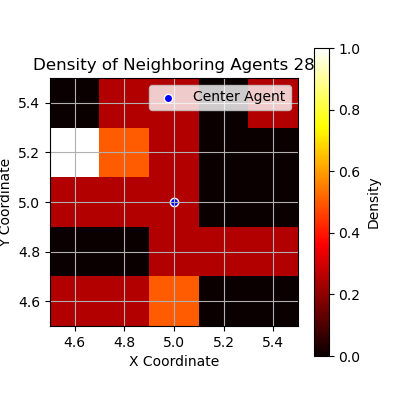 Density of Neighboring Agents 28
Center Agent
5.4
5.2
5.0
4.8
4.6
Y Coordinate
4.6 4.8 5.0 5.2 5.4
X Coordinate
1.0
0.8
0.6
0.4
0.2
0.0
Density